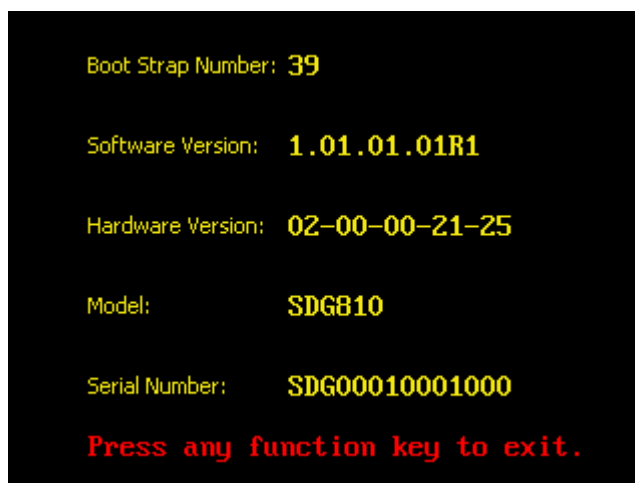 Boot Strap Number: 39
Software Version: 1.01.01.01R1
Hardware Version: 02-00-00-21-25
Model: SDG810
Serial Number: SDG00010001000
Press any function key to exit.